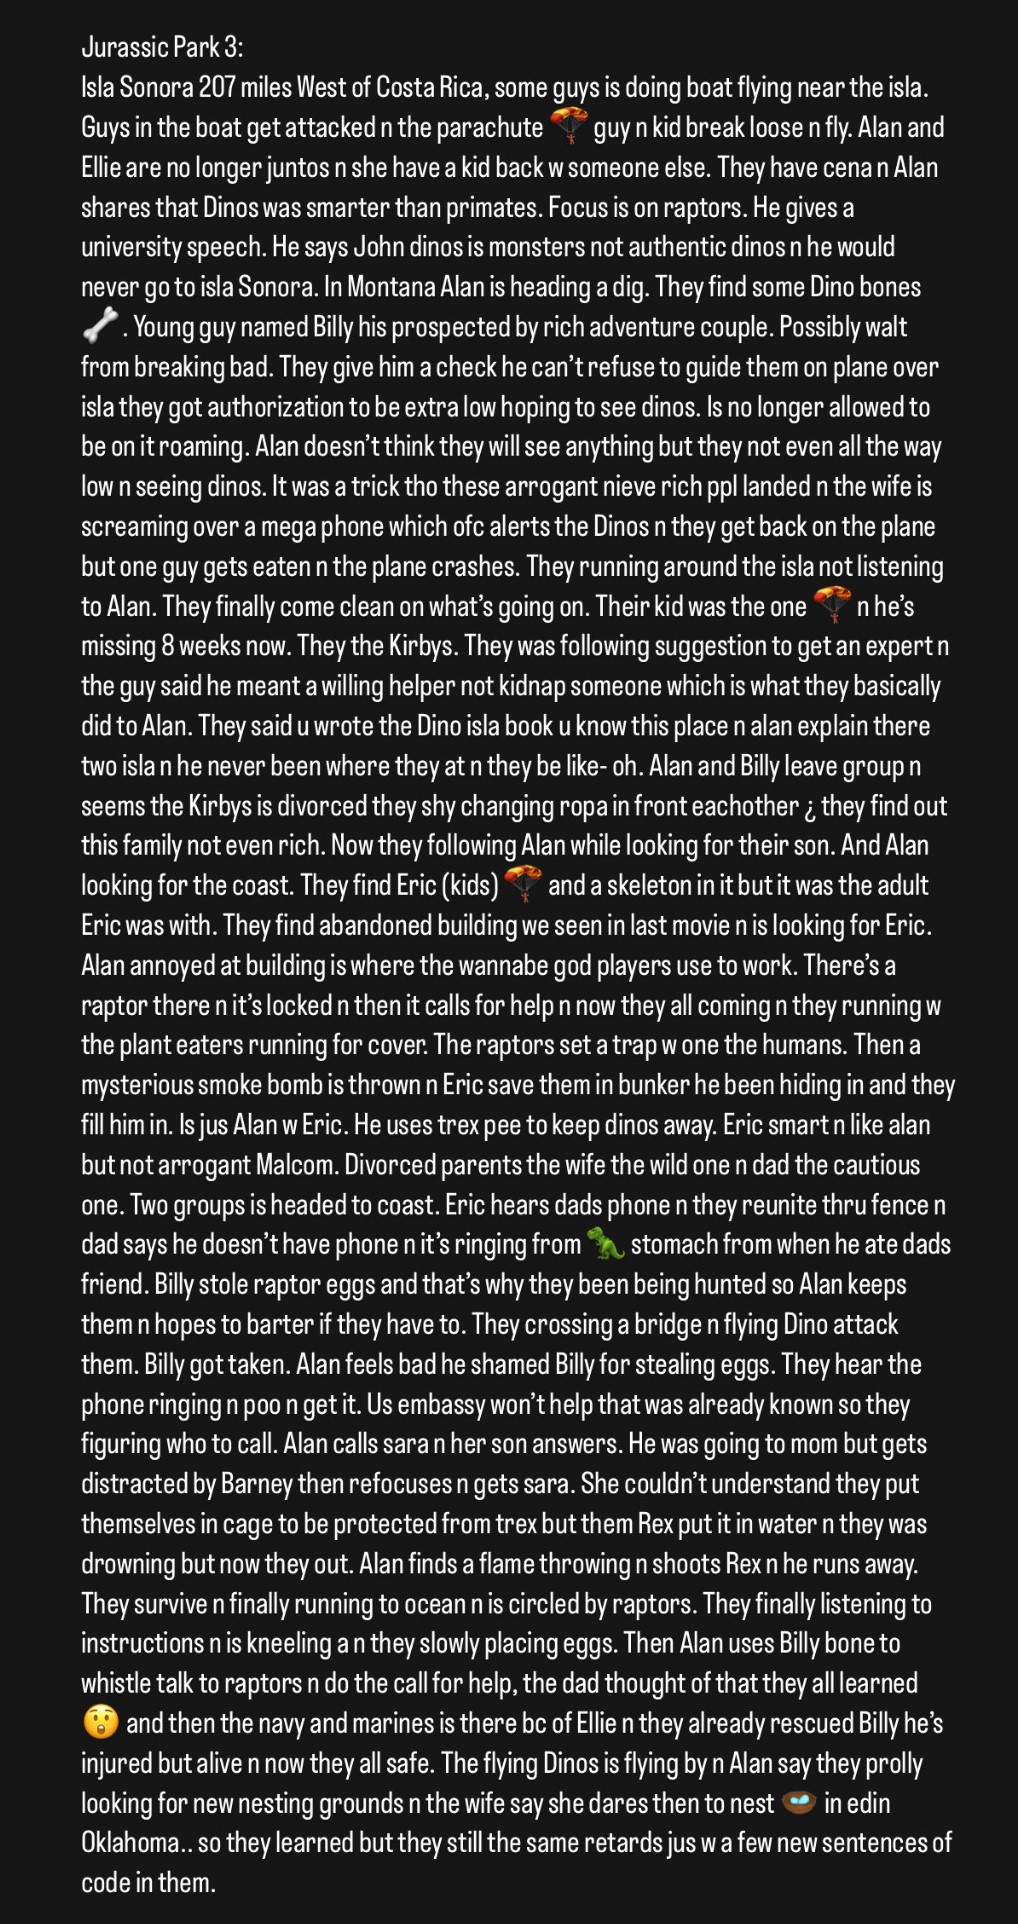 Jurassic Park 3:
Isla Sonora 207 miles West of Costa Rica, some guys is doing boat flying near the isla.
Guys in the boat get attacked n the parachute 🪂 guy n kid break loose n fly. Alan and
Ellie are no longer juntos n she have a kid back w someone else. They have cena n Alan
shares that Dinos was smarter than primates. Focus is on raptors. He gives a
university speech. He says John dinos is monsters not authentic dinos n he would
never go to isla Sonora. In Montana Alan is heading a dig. They find some Dino bones
🦴. Young guy named Billy his prospected by rich adventure couple. Possibly walt
from breaking bad. They give him a check he can’t refuse to guide them on plane over
isla they got authorization to be extra low hoping to see dinos. Is no longer allowed to
be on it roaming. Alan doesn’t think they will see anything but they not even all the way
low n seeing dinos. It was a trick tho these arrogant nieve rich ppl landed n the wife is
screaming over a mega phone which ofc alerts the Dinos n they get back on the plane
but one guy gets eaten n the plane crashes. They running around the isla not listening
to Alan. They finally come clean on what’s going on. Their kid was the one 🪂 n he’s
missing 8 weeks now. They the Kirbys. They was following suggestion to get an expert n
the guy said he meant a willing helper not kidnap someone which is what they basically
did to Alan. They said u wrote the Dino isla book u know this place n alan explain there
two isla n he never been where they at n they be like- oh. Alan and Billy leave group n
seems the Kirbys is divorced they shy changing ropa in front eachother ¿ they find out
this family not even rich. Now they following Alan while looking for their son. And Alan
looking for the coast. They find Eric (kids) 🪂 and a skeleton in it but it was the adult
Eric was with. They find abandoned building we seen in last movie n is looking for Eric.
Alan annoyed at building is where the wannabe god players use to work. There’s a
raptor there n it’s locked n then it calls for help n now they all coming n they running w
the plant eaters running for cover. The raptors set a trap w one the humans. Then a
mysterious smoke bomb is thrown n Eric save them in bunker he been hiding in and they
fill him in. Is jus Alan w Eric. He uses trex pee to keep dinos away. Eric smart n like alan
but not arrogant Malcom. Divorced parents the wife the wild one n dad the cautious
one. Two groups is headed to coast. Eric hears dads phone n they reunite thru fence n
dad says he doesn’t have phone n it’s ringing from 🦖 stomach from when he ate dads
friend. Billy stole raptor eggs and that’s why they been being hunted so Alan keeps
them n hopes to barter if they have to. They crossing a bridge n flying Dino attack
them. Billy got taken. Alan feels bad he shamed Billy for stealing eggs. They hear the
phone ringing n poo n get it. Us embassy won’t help that was already known so they
figuring who to call. Alan calls sara n her son answers. He was going to mom but gets
distracted by Barney then refocuses n gets sara. She couldn’t understand they put
themselves in cage to be protected from trex but them Rex put it in water n they was
drowning but now they out. Alan finds a flame throwing n shoots Rex n he runs away.
They survive n finally running to ocean n is circled by raptors. They finally listening to
instructions n is kneeling a n they slowly placing eggs. Then Alan uses Billy bone to
whistle talk to raptors n do the call for help, the dad thought of that they all learned
😲 and then the navy and marines is there bc of Ellie n they already rescued Billy he’s
injured but alive n now they all safe. The flying Dinos is flying by n Alan say they prolly
looking for new nesting grounds n the wife say she dares then to nest 🪺 in edin
Oklahoma.. so they learned but they still the same retards jus w a few new sentences of
code in them.